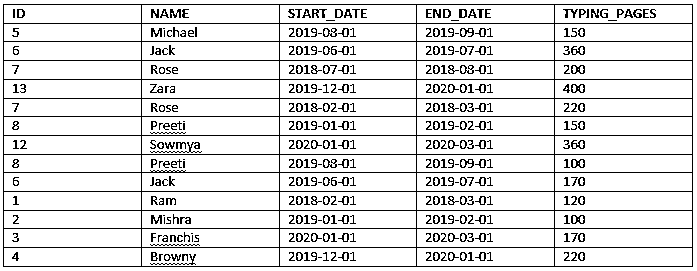 ID NAME START_DATE END_DATE TYPING_PAGES
5 Michael 2019-08-01 2019-09-01 150
6 Jack 2019-06-01 2019-07-01 360
7 Rose 2018-07-01 2018-08-01 200
13 Zara 2019-12-01 2020-01-01 400
7 Rose 2018-02-01 2018-03-01 220
8 Preeti 2019-01-01 2019-02-01 150
12 Sowmya 2020-01-01 2020-03-01 360
8 Preeti 2019-08-01 2019-09-01 100
6 Jack 2019-06-01 2019-07-01 170
1 Ram 2018-02-01 2018-03-01 120
2 Mishra 2019-01-01 2019-02-01 100
3 Franchis 2020-01-01 2020-03-01 170
4 Browny 2019-12-01 2020-01-01 220